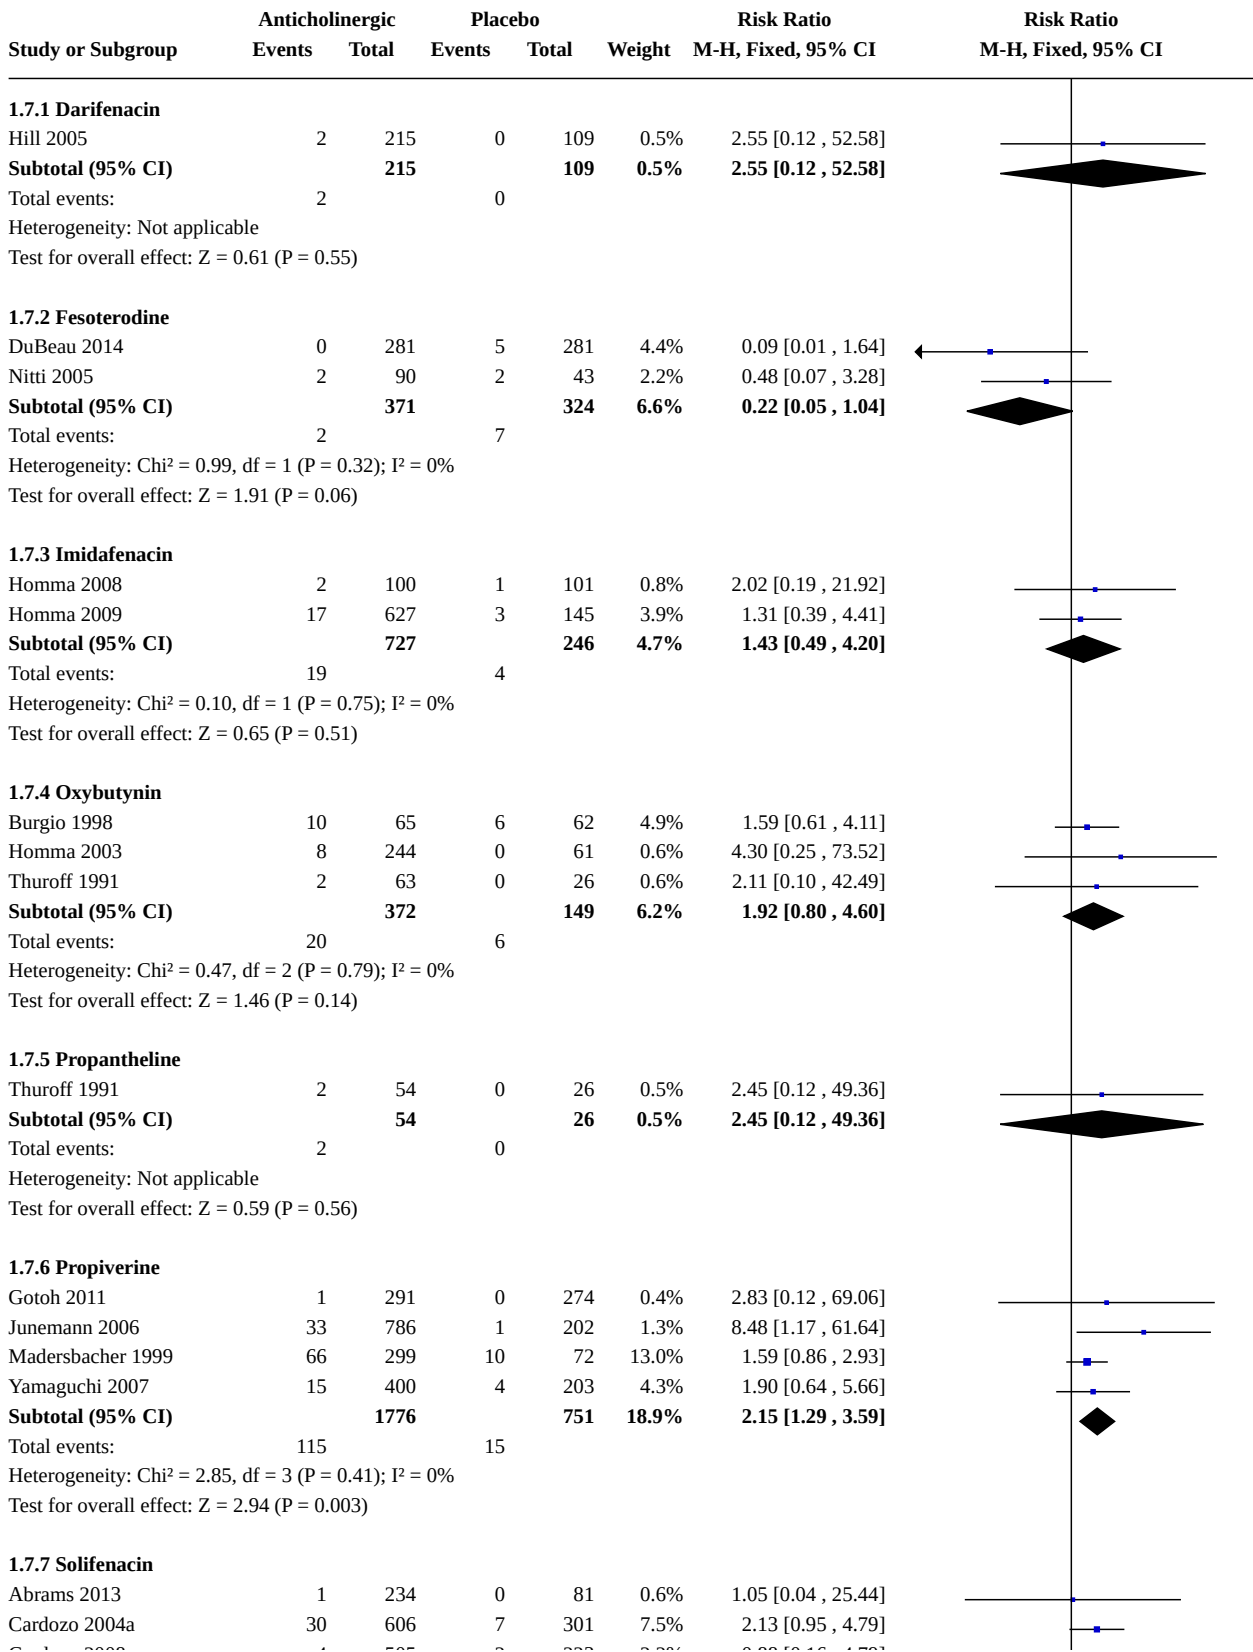 Anticholinergic Placebo Risk Ratio Risk Ratio
Study or Subgroup Events Total Events Total Weight M-H, Fixed, 95% CI M-H, Fixed, 95% CI
1.7.1 Darifenacin
Hill 2005 2 215 0 109 0.5% 2.55 [0.12 , 52.58]
Subtotal (95% CI) 215 109 0.5% 2.55 [0.12 , 52.58]
Total events: 2 0
Heterogeneity: Not applicable
Test for overall effect: Z = 0.61 (P = 0.55)
1.7.2 Fesoterodine
DuBeau 2014 0 281 5 281 4.4% 0.09 [0.01 , 1.64]
Nitti 2005 2 90 2 43 2.2% 0.48 [0.07 , 3.28]
Subtotal (95% CI) 371 324 6.6% 0.22 [0.05 , 1.04]
Total events: 2 7
Heterogeneity: Chi² = 0.99, df = 1 (P = 0.32); I² = 0%
Test for overall effect: Z = 1.91 (P = 0.06)
1.7.3 Imidafenacin
Homma 2008 2 100 1 101 0.8% 2.02 [0.19 , 21.92]
Homma 2009 17 627 3 145 3.9% 1.31 [0.39 , 4.41]
Subtotal (95% CI) 727 246 4.7% 1.43 [0.49 , 4.20]
Total events: 19 4
Heterogeneity: Chi² = 0.10, df = 1 (P = 0.75); I² = 0%
Test for overall effect: Z = 0.65 (P = 0.51)
1.7.4 Oxybutynin
Burgio 1998 10 65 6 62 4.9% 1.59 [0.61 , 4.11]
Homma 2003 8 244 0 61 0.6% 4.30 [0.25 , 73.52]
Thuroff 1991 2 63 0 26 0.6% 2.11 [0.10 , 42.49]
Subtotal (95% CI) 372 149 6.2% 1.92 [0.80 , 4.60]
Total events: 20 6
Heterogeneity: Chi² = 0.47, df = 2 (P = 0.79); I² = 0%
Test for overall effect: Z = 1.46 (P = 0.14)
1.7.5 Propantheline
Thuroff 1991 2 54 0 26 0.5% 2.45 [0.12 , 49.36]
Subtotal (95% CI) 54 26 0.5% 2.45 [0.12 , 49.36]
Total events: 2 0
Heterogeneity: Not applicable
Test for overall effect: Z = 0.59 (P = 0.56)
1.7.6 Propiverine
Gotoh 2011 1 291 0 274 0.4% 2.83 [0.12 , 69.06]
Junemann 2006 33 786 1 202 1.3% 8.48 [1.17 , 61.64]
Madersbacher 1999 66 299 10 72 13.0% 1.59 [0.86 , 2.93]
Yamaguchi 2007 15 400 4 203 4.3% 1.90 [0.64 , 5.66]
Subtotal (95% CI) 1776 751 18.9% 2.15 [1.29 , 3.59]
Total events: 115 15
Heterogeneity: Chi² = 2.85, df = 3 (P = 0.41); I² = 0%
Test for overall effect: Z = 2.94 (P = 0.003)
1.7.7 Solifenacin
Abrams 2013 1 234 0 81 0.6% 1.05 [0.04 , 25.44]
Cardozo 2004a 30 606 7 301 7.5% 2.13 [0.95 , 4.79]